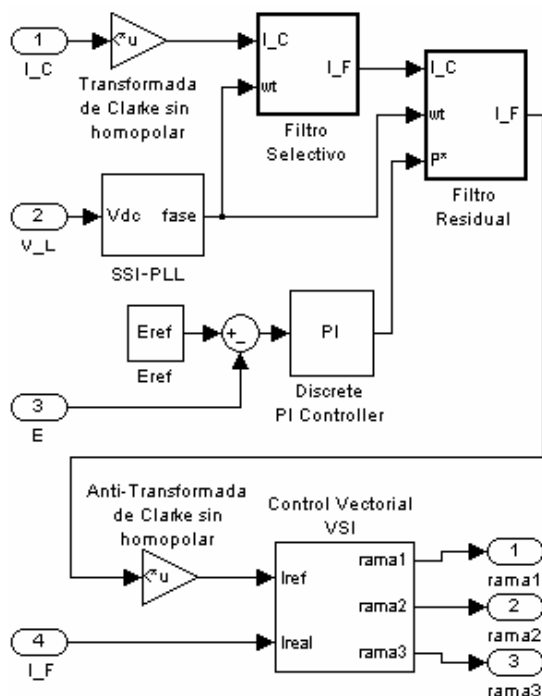 1
I_C
<*u
Transformada
de Clarke sin
homopolar
I_C
wt
I_F
Filtro
Selectivo
I_C
wt
P*
I_F
Filtro
Residual
2
V_L
Vdc
fase
SSI-PLL
Eref
Eref
+
-
PI
Discrete
PI Controller
3
E
Anti-Transformada
de Clarke sin
homopolar
<*u
Control Vectorial
VSI
Iref
Ireal
rama1
rama2
rama3
4
I_F
1
rama1
2
rama2
3
rama3